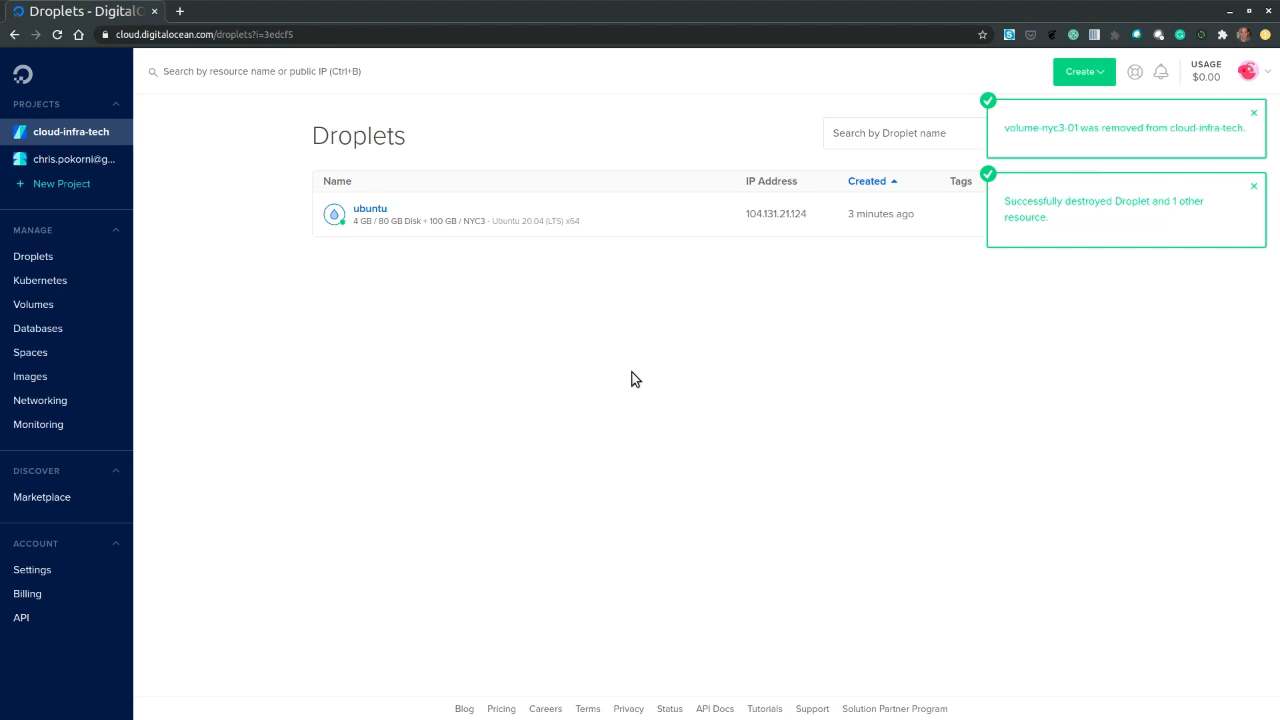 Droplets - DigitalO
cloud.digitalocean.com/droplets?i=3edcf5
Search by resource name or public IP (Ctrl+B)
Create
USAGE
$0.00
PROJECTS
cloud-infra-tech
chris.pokorni@g...
+ New Project
MANAGE
Droplets
Kubernetes
Volumes
Databases
Spaces
Images
Networking
Monitoring
DISCOVER
Marketplace
ACCOUNT
Settings
Billing
API
Droplets
Search by Droplet name
Name
IP Address
Created
Tags
ubuntu
4 GB / 80 GB Disk + 100 GB / NYC3 - Ubuntu 20.04 (LTS) x64
104.131.21.124
3 minutes ago
volume-nyc3-01 was removed from cloud-infra-tech.
Successfully destroyed Droplet and 1 other
resource.
Blog Pricing Careers Terms Privacy Status API Docs Tutorials Support Solution Partner Program